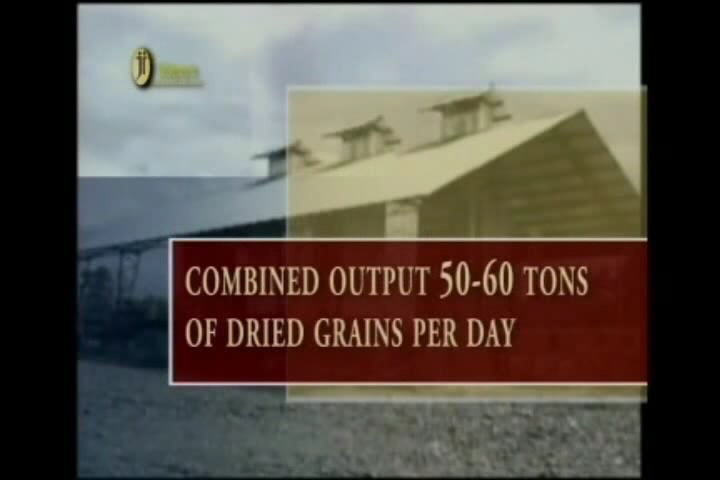 COMBINED OUTPUT 50-60 TONS
OF DRIED GRAINS PER DAY